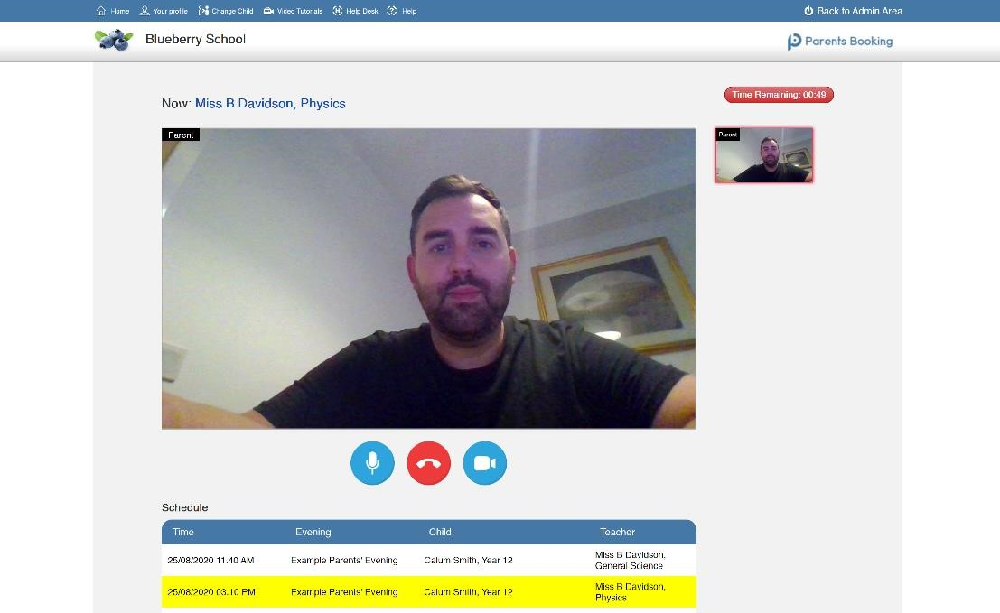 Home Your profile Change Child Video Tutorials Help Desk Help Back to Admin Area
Blueberry School Parents Booking
Now: Miss B Davidson, Physics
Time Remaining: 00:49
Parent
Parent
Schedule
Time Evening Child Teacher
25/08/2020 11.40 AM Example Parents' Evening Calum Smith, Year 12 Miss B Davidson,
General Science
25/08/2020 03.10 PM Example Parents' Evening Calum Smith, Year 12 Miss B Davidson,
Physics